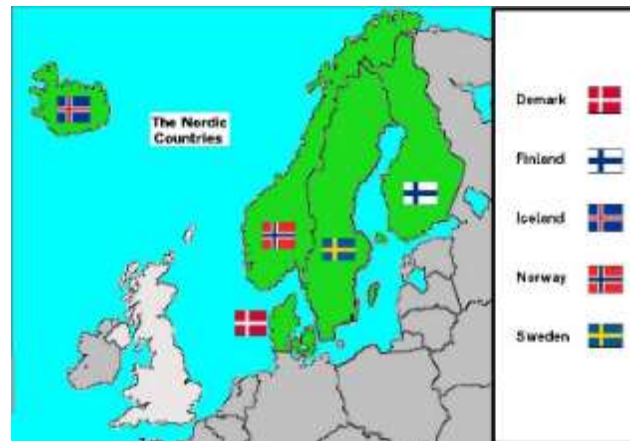 The Nordic
Countries
Demark
Finland
Iceland
Norway
Sweden